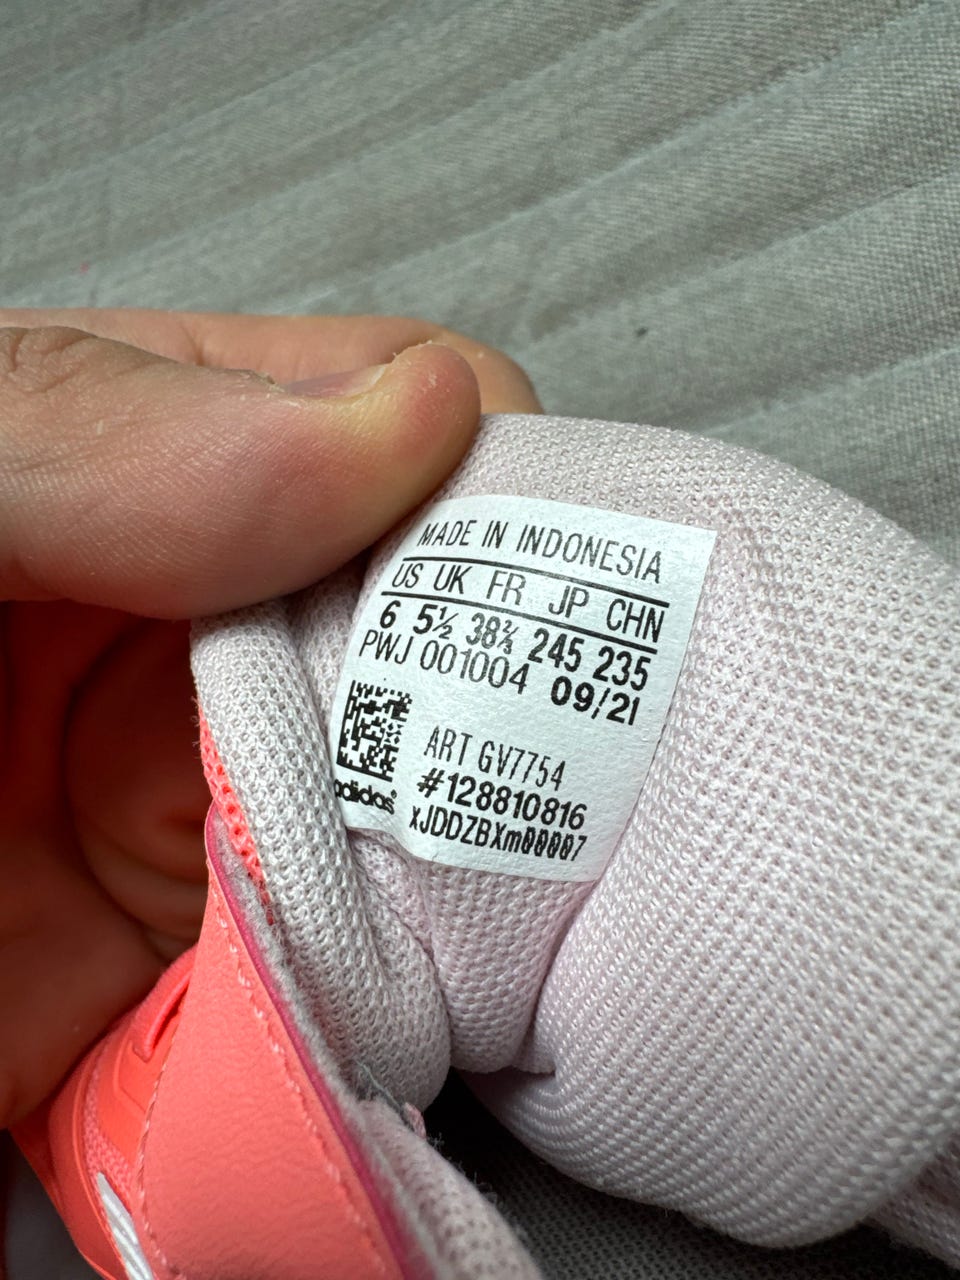 MADE IN INDONESIA
US UK FR JP CHN
6 5½ 38⅔ 245 235
PWJ 001004 09/21
ART GV7754
#128810816
adidas®
xJDDZBXm00007